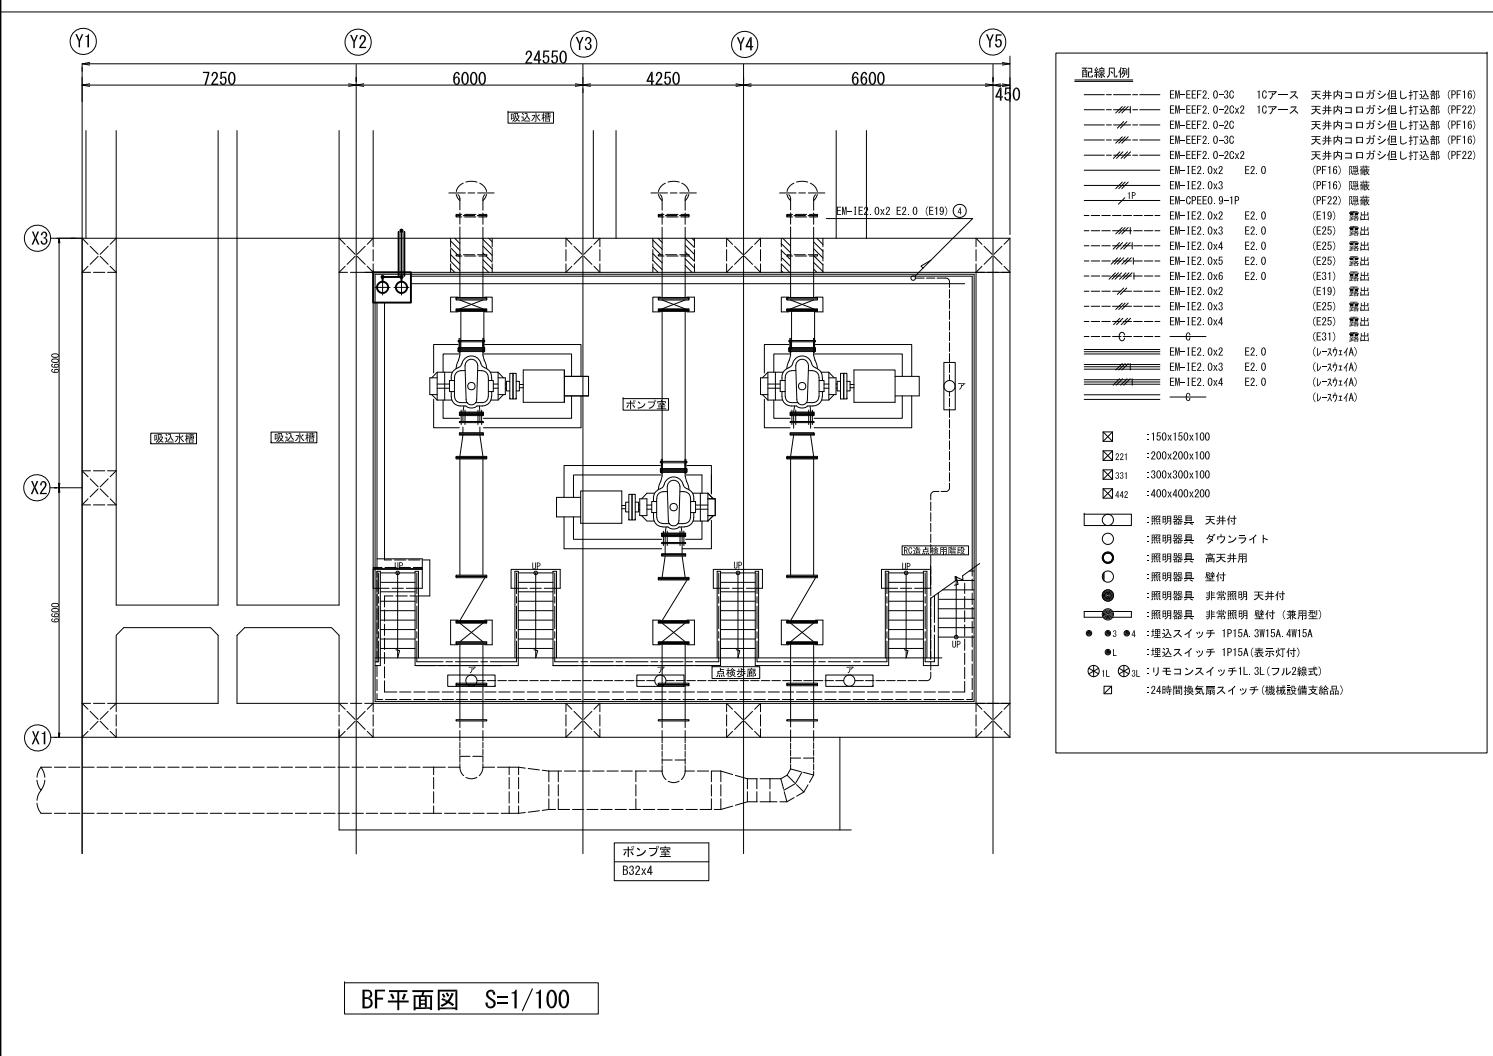 Y1
Y2
Y3
Y4
Y5
24550
7250
6000
4250
6600
450
吸込水槽
EM-IE2.0x2 E2.0 (E19) ④
X3
6600
ア
ポンプ室
吸込水槽
吸込水槽
X2
RC造点検用階段
UP
UP
UP
UP
6600
UP
ア
ア
点検歩廊
ア
X1
ポンプ室
B32x4
BF平面図 S=1/100
配線凡例
EM-EEF2.0-3C 1Cアース 天井内コロガシ但し打込部 (PF16)
EM-EEF2.0-2Cx2 1Cアース 天井内コロガシ但し打込部 (PF22)
EM-EEF2.0-2C 天井内コロガシ但し打込部 (PF16)
EM-EEF2.0-3C 天井内コロガシ但し打込部 (PF16)
EM-EEF2.0-2Cx2 天井内コロガシ但し打込部 (PF22)
EM-IE2.0x2 E2.0 (PF16) 隠蔽
EM-IE2.0x3 (PF16) 隠蔽
1P EM-CPEE0.9-1P (PF22) 隠蔽
EM-IE2.0x2 E2.0 (E19) 露出
EM-IE2.0x3 E2.0 (E25) 露出
EM-IE2.0x4 E2.0 (E25) 露出
EM-IE2.0x5 E2.0 (E25) 露出
EM-IE2.0x6 E2.0 (E31) 露出
EM-IE2.0x2 (E19) 露出
EM-IE2.0x3 (E25) 露出
EM-IE2.0x4 (E25) 露出
C C (E31) 露出
EM-IE2.0x2 E2.0 (ﾚｰｽｳｪｲA)
EM-IE2.0x3 E2.0 (ﾚｰｽｳｪｲA)
EM-IE2.0x4 E2.0 (ﾚｰｽｳｪｲA)
C (ﾚｰｽｳｪｲA)
:150x150x100
221 :200x200x100
331 :300x300x100
442 :400x400x200
:照明器具 天井付
:照明器具 ダウンライト
:照明器具 高天井用
:照明器具 壁付
:照明器具 非常照明 天井付
:照明器具 非常照明 壁付 (兼用型)
3 4 :埋込スイッチ 1P15A.3W15A.4W15A
L :埋込スイッチ 1P15A(表示灯付)
1L 3L :リモコンスイッチ1L.3L(フル2線式)
:24時間換気扇スイッチ(機械設備支給品)